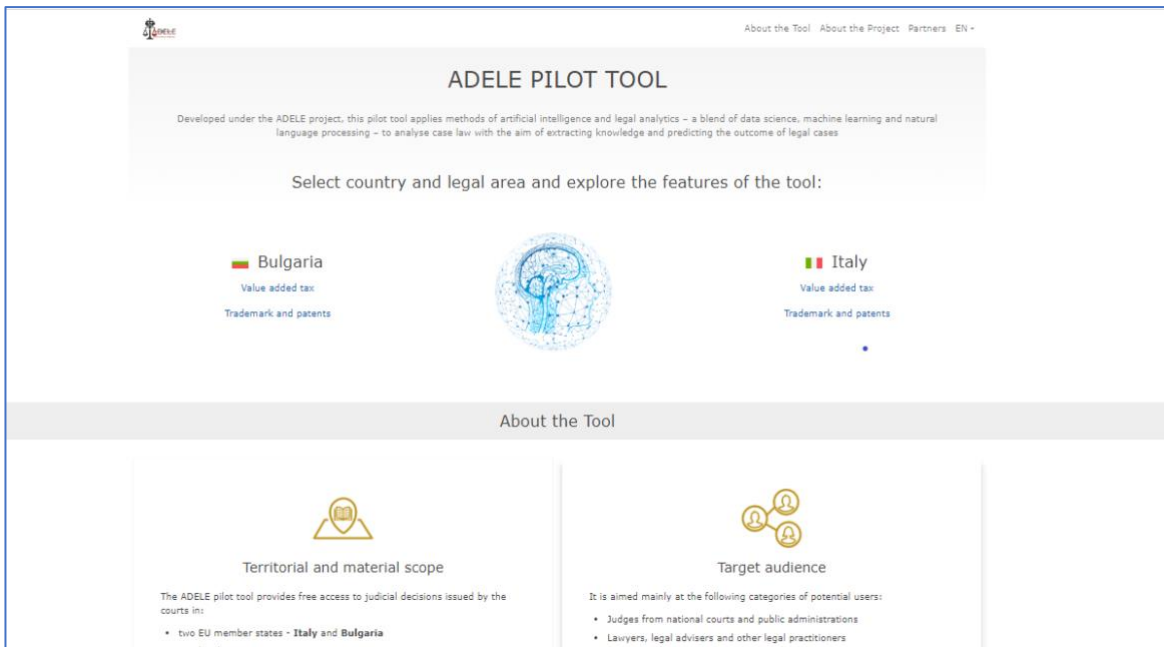 ADELE
About the Tool About the Project Partners EN
ADELE PILOT TOOL
Developed under the ADELE project, this pilot tool applies methods of artificial intelligence and legal analytics – a blend of data science, machine learning and natural
language processing – to analyse case law with the aim of extracting knowledge and predicting the outcome of legal cases
Select country and legal area and explore the features of the tool:
Bulgaria
Value added tax
Trademark and patents
Italy
Value added tax
Trademark and patents
About the Tool
Territorial and material scope
The ADELE pilot tool provides free access to judicial decisions issued by the
courts in:
• two EU member states - Italy and Bulgaria
Target audience
It is aimed mainly at the following categories of potential users:
• Judges from national courts and public administrations
• Lawyers, legal advisers and other legal practitioners